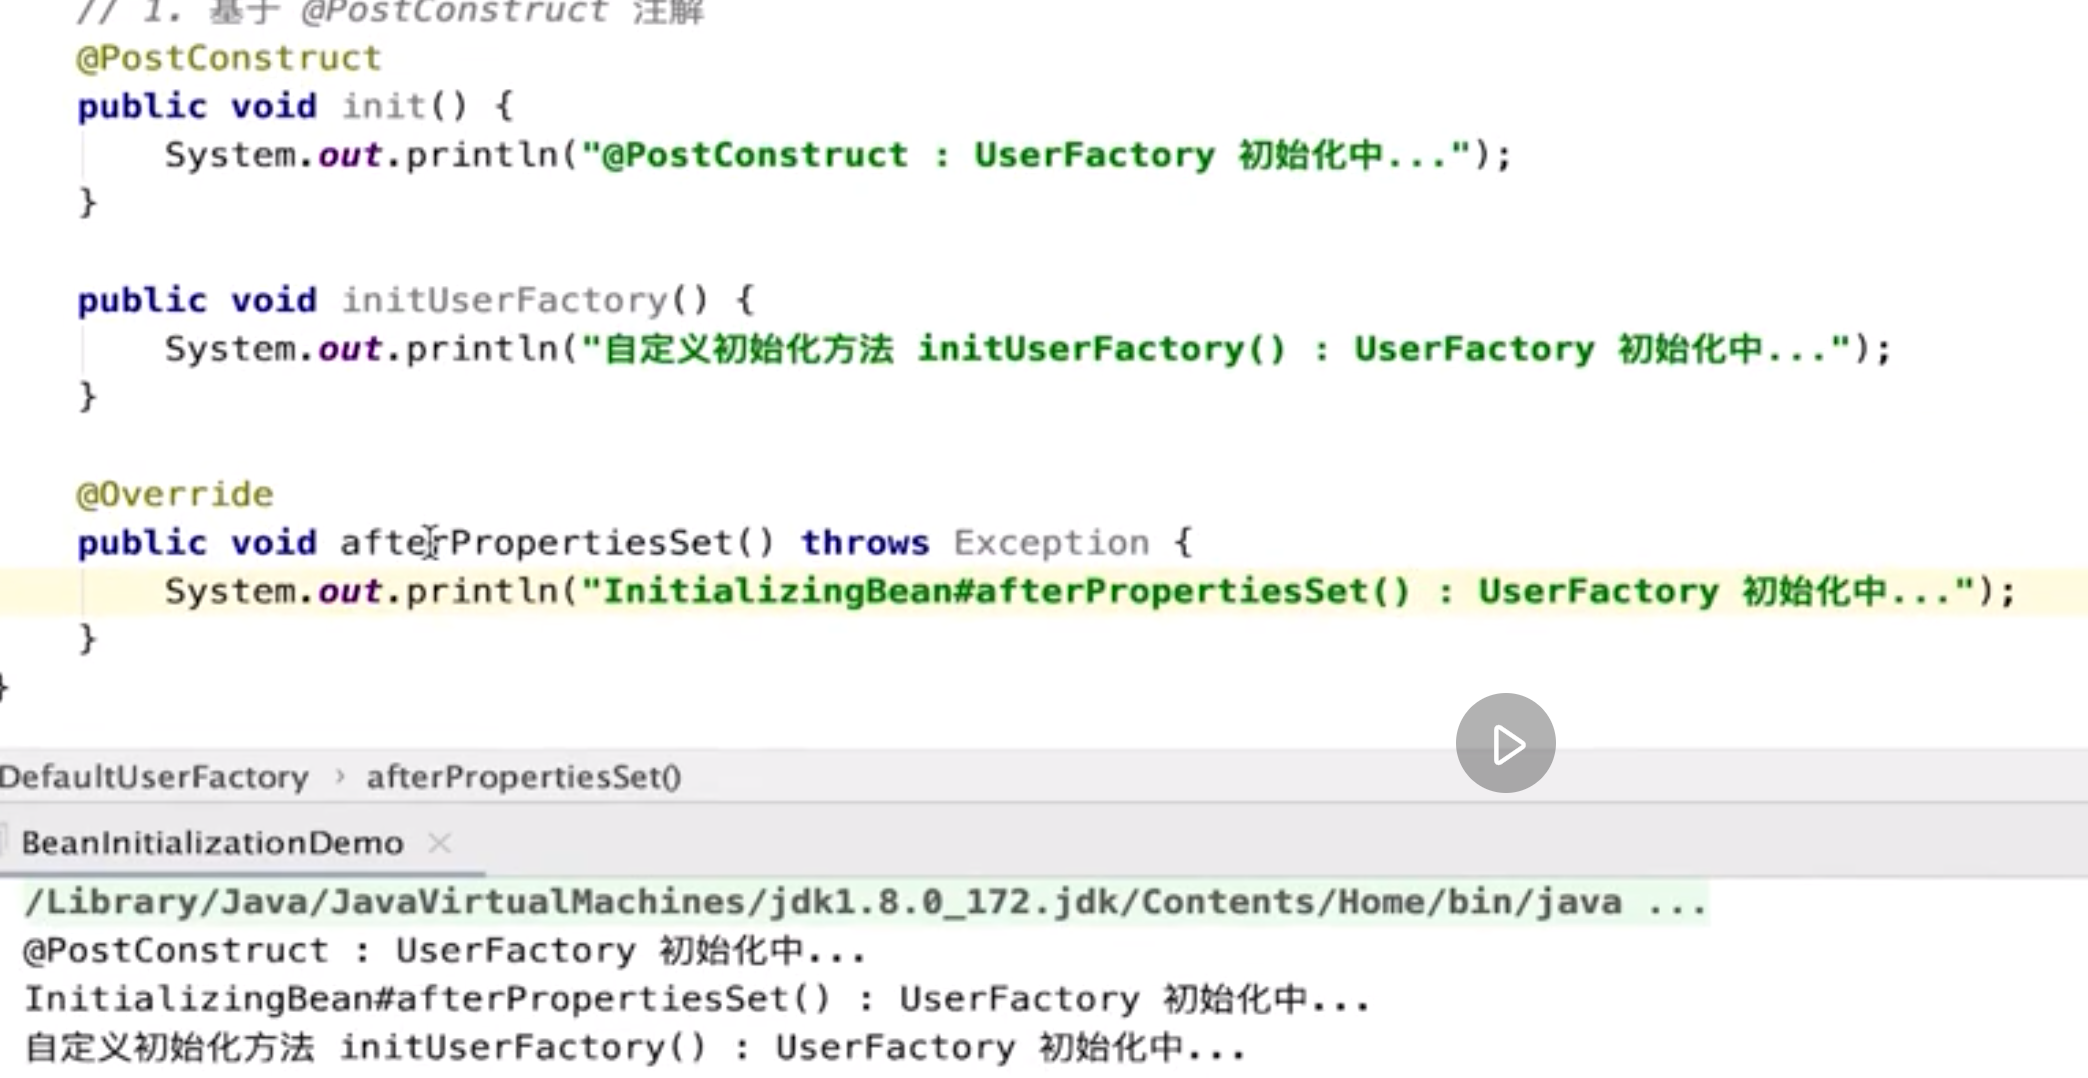 // 1. 基于 @PostConstruct 注解
@PostConstruct
public void init() {
System.out.println("@PostConstruct : UserFactory 初始化中...");
}
public void initUserFactory() {
System.out.println("自定义初始化方法 initUserFactory() : UserFactory 初始化中...");
}
@Override
public void afterPropertiesSet() throws Exception {
System.out.println("InitializingBean#afterPropertiesSet() : UserFactory 初始化中...");
}
}
DefaultUserFactory › afterPropertiesSet()
BeanInitializationDemo ×
/Library/Java/JavaVirtualMachines/jdk1.8.0_172.jdk/Contents/Home/bin/java ...
@PostConstruct : UserFactory 初始化中...
InitializingBean#afterPropertiesSet() : UserFactory 初始化中...
自定义初始化方法 initUserFactory() : UserFactory 初始化中...